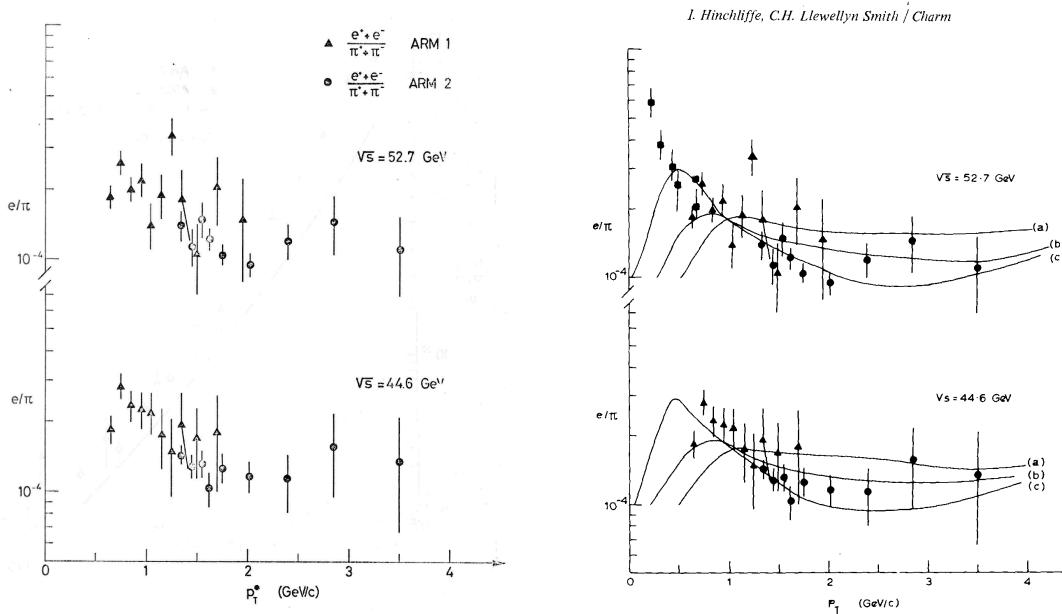 I. Hinchliffe, C.H. Llewellyn Smith / Charm
e⁺+e⁻
π⁺+π⁻ ARM 1
e⁺+e⁻
π⁺+π⁻ ARM 2
√s = 52.7 GeV
e/π
10⁻⁴
√s = 44.6 GeV
e/π
10⁻⁴
0 1 2 3 4
p_T^e (GeV/c)
√s = 52·7 GeV
(a)
e/π
(b
(c
10⁻⁴
√s = 44·6 GeV
e/π
(a)
(b)
(c)
10⁻⁴
0 1 2 3 4
P_T (GeV/c)